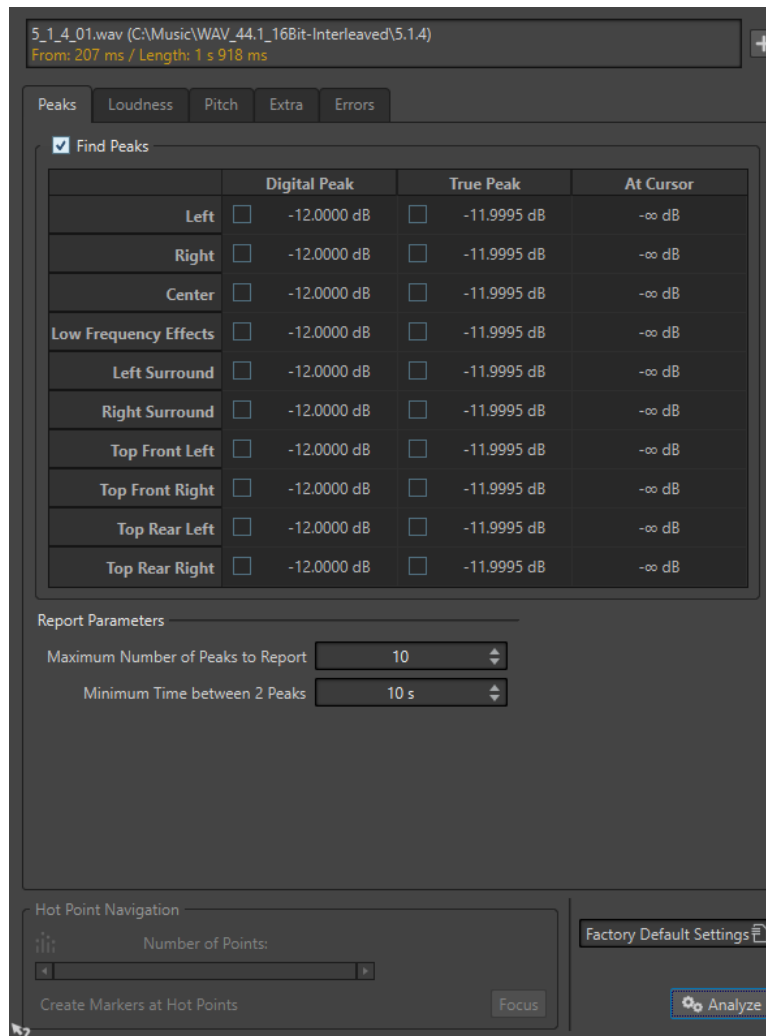 5_1_4_01.wav (C:\Music\WAV_44.1_16Bit-Interleaved\5.1.4)
From: 207 ms / Length: 1 s 918 ms
Peaks Loudness Pitch Extra Errors
Find Peaks
Digital Peak True Peak At Cursor
Left -12.0000 dB -11.9995 dB -∞ dB
Right -12.0000 dB -11.9995 dB -∞ dB
Center -12.0000 dB -11.9995 dB -∞ dB
Low Frequency Effects -12.0000 dB -11.9995 dB -∞ dB
Left Surround -12.0000 dB -11.9995 dB -∞ dB
Right Surround -12.0000 dB -11.9995 dB -∞ dB
Top Front Left -12.0000 dB -11.9995 dB -∞ dB
Top Front Right -12.0000 dB -11.9995 dB -∞ dB
Top Rear Left -12.0000 dB -11.9995 dB -∞ dB
Top Rear Right -12.0000 dB -11.9995 dB -∞ dB
Report Parameters
Maximum Number of Peaks to Report 10
Minimum Time between 2 Peaks 10 s
Hot Point Navigation
Number of Points:
Factory Default Settings
Create Markers at Hot Points Focus Analyze